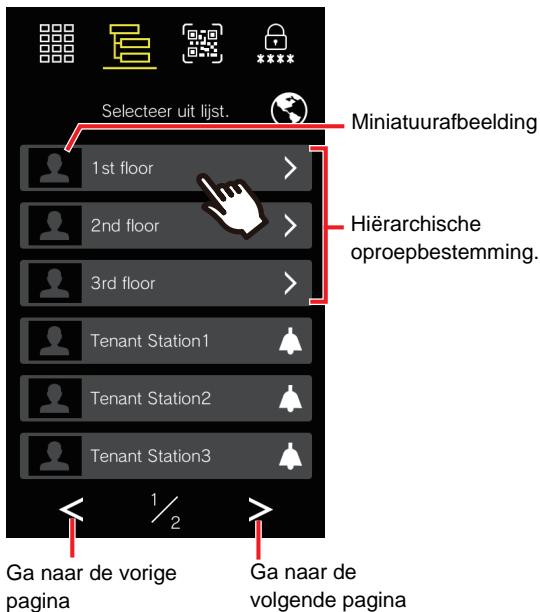 ****
Selecteer uit lijst.
Miniatuurafbeelding
1st floor
2nd floor
Hiërarchische
oproepbestemming.
3rd floor
Tenant Station1
Tenant Station2
Tenant Station3
< 1/2 >
Ga naar de vorige
pagina
Ga naar de
volgende pagina